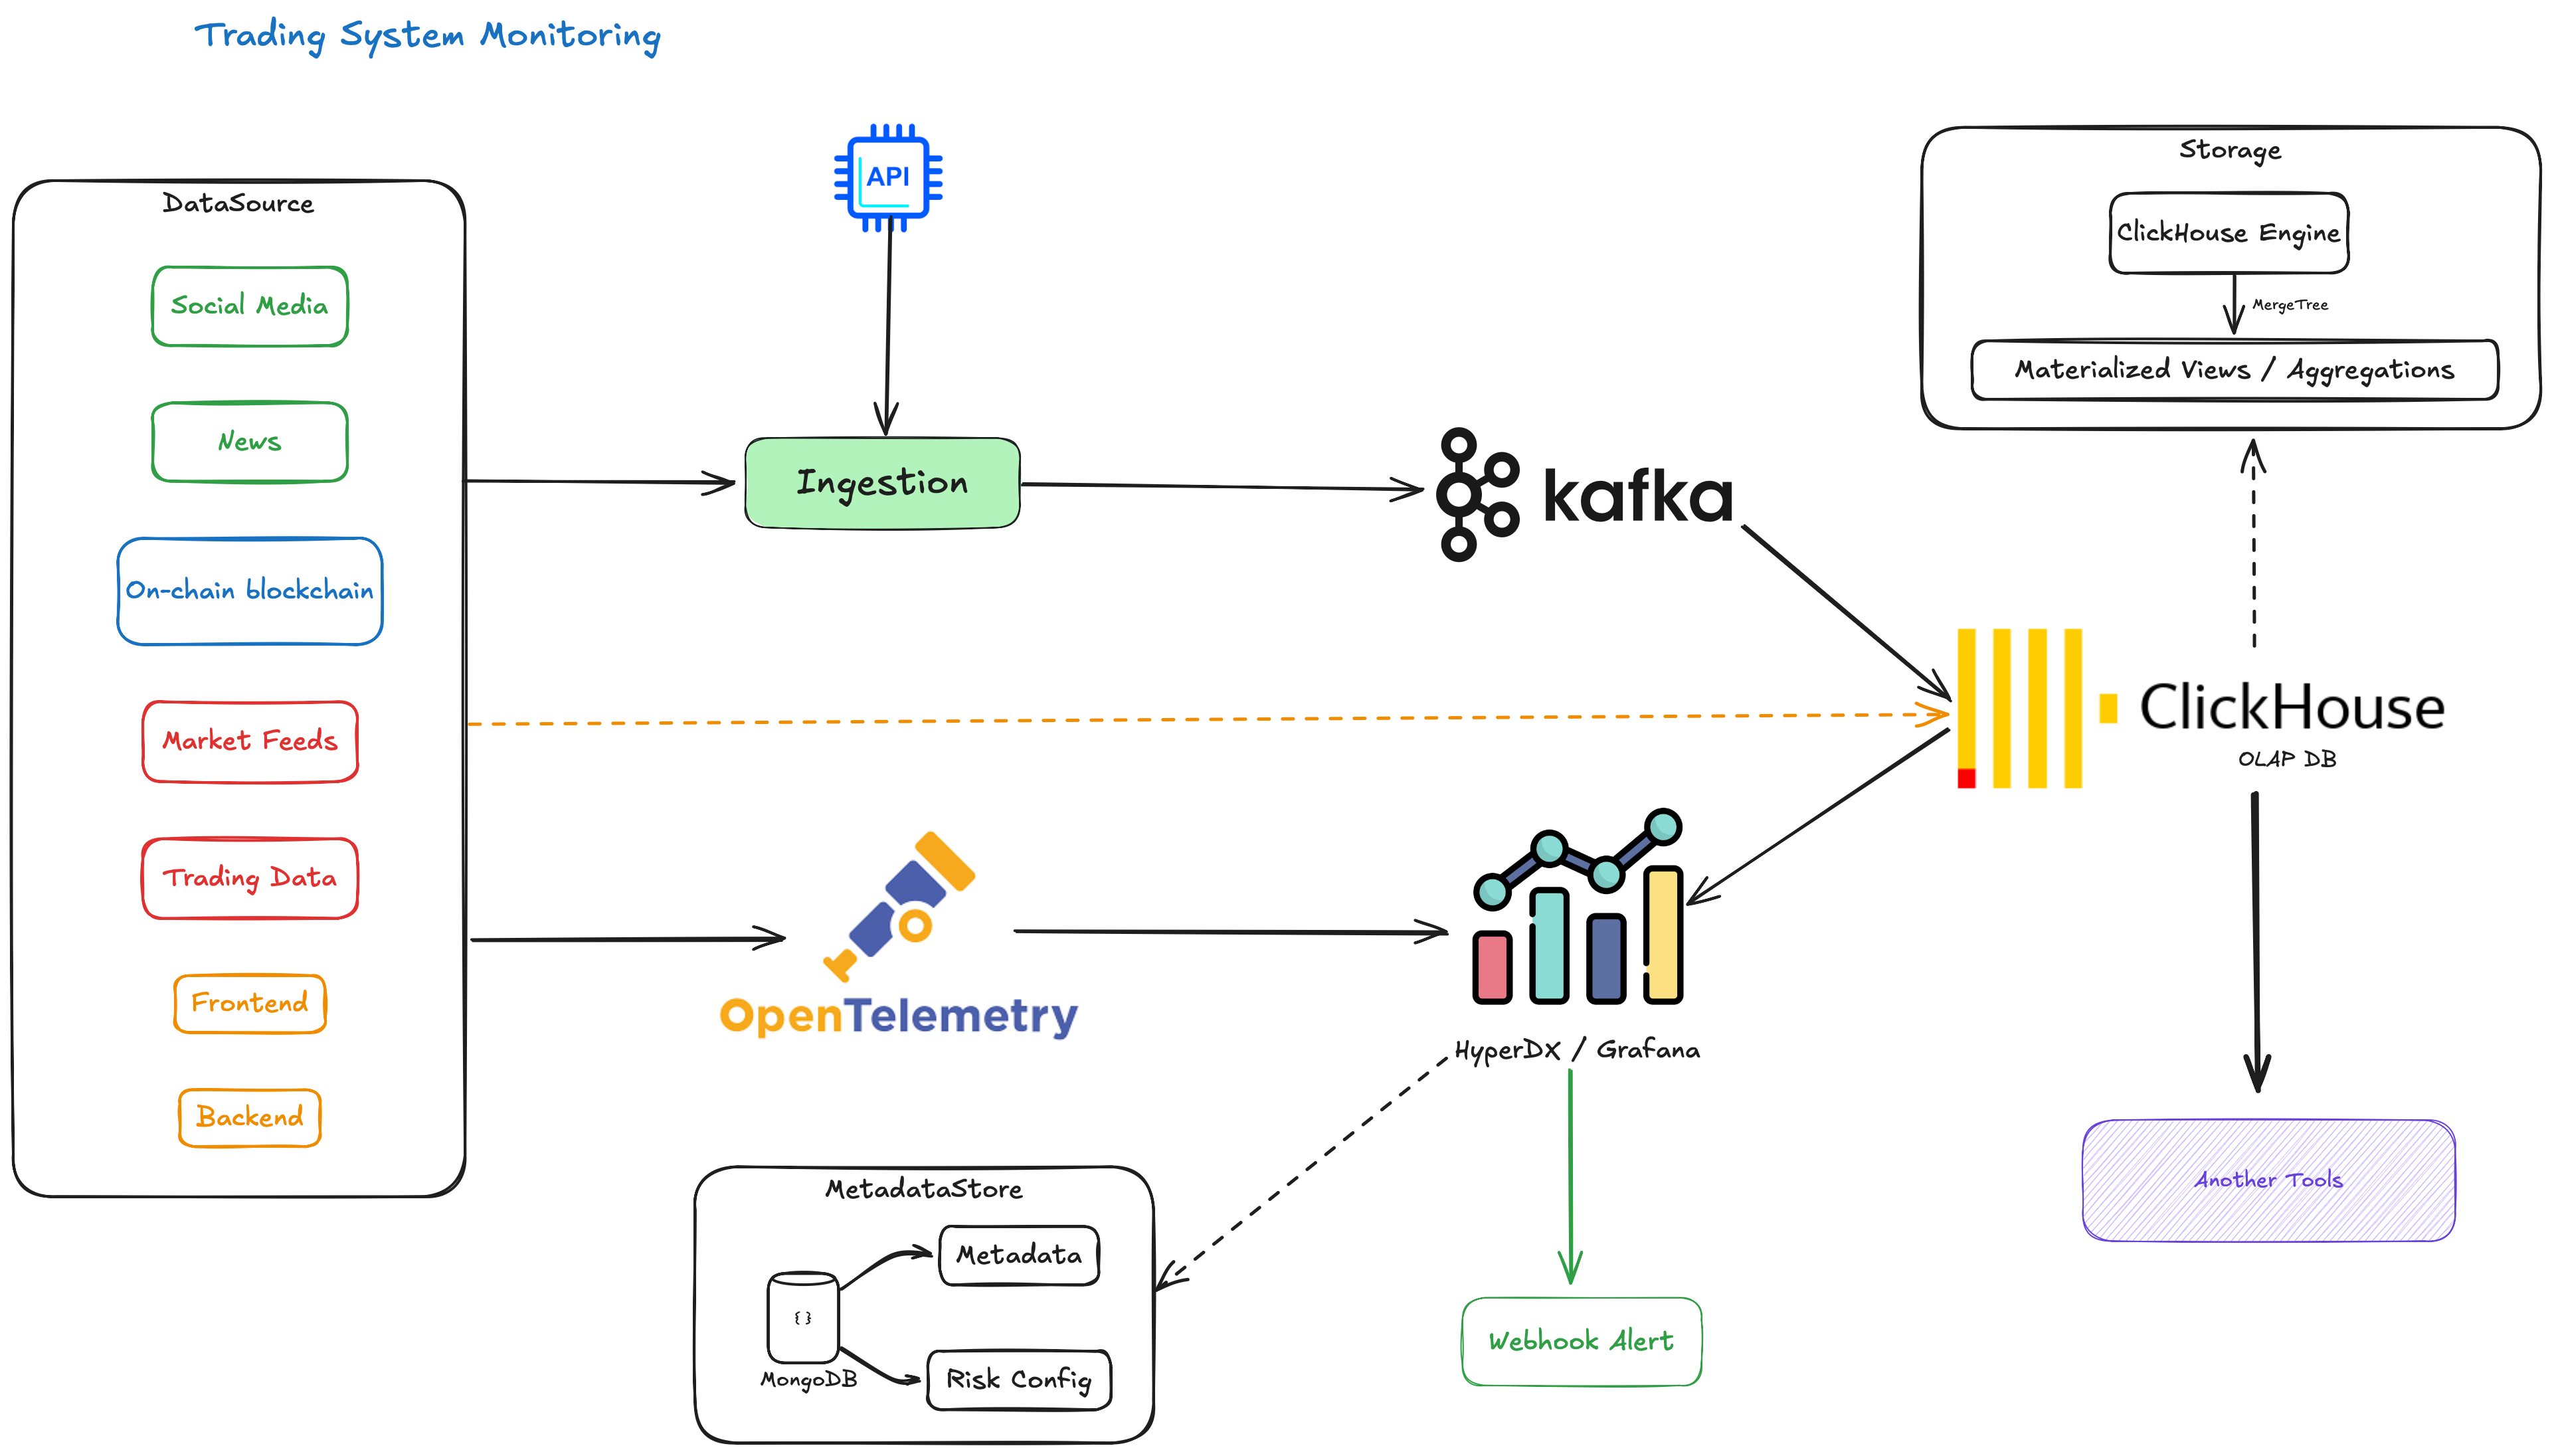 Trading System Monitoring
DataSource
Social Media
News
On-chain blockchain
Market Feeds
Trading Data
Frontend
Backend
API
Ingestion
kafka
Storage
ClickHouse Engine
MergeTree
Materialized Views / Aggregations
ClickHouse
OLAP DB
OpenTelemetry
HyperDX / Grafana
MetadataStore
Metadata
{ }
MongoDB
Risk Config
Webhook Alert
Another Tools